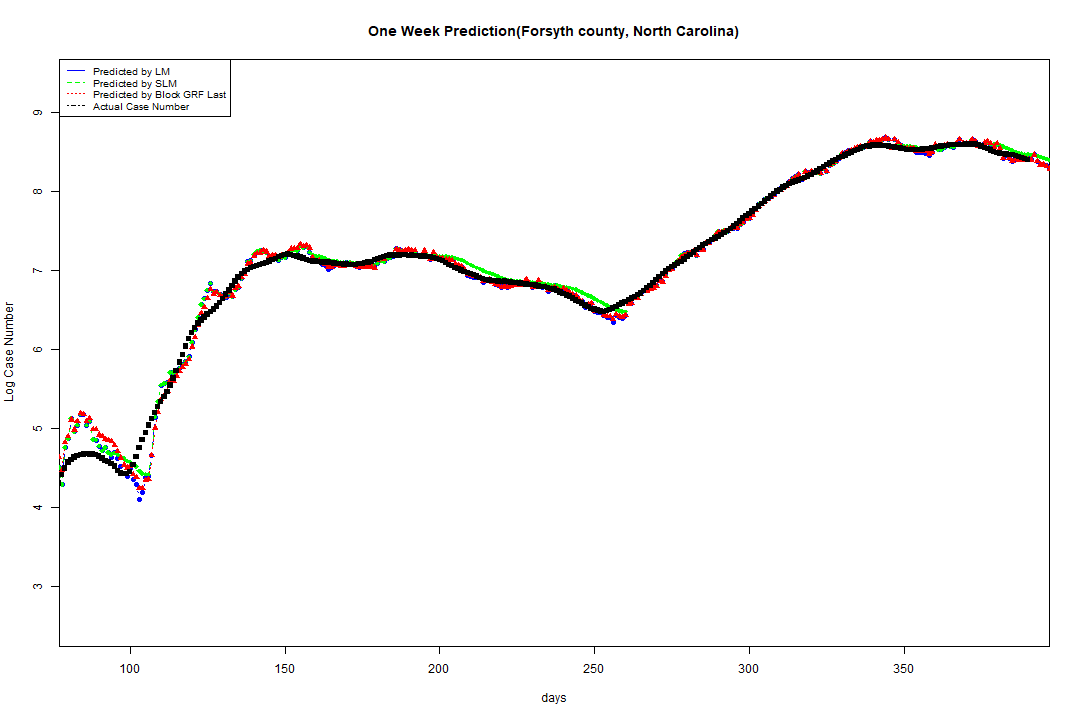 One Week Prediction(Forsyth county, North Carolina)
Predicted by LM
Predicted by SLM
Predicted by Block GRF Last
Actual Case Number
9
8
7
6
5
4
3
Log Case Number
100 150 200 250 300 350
days